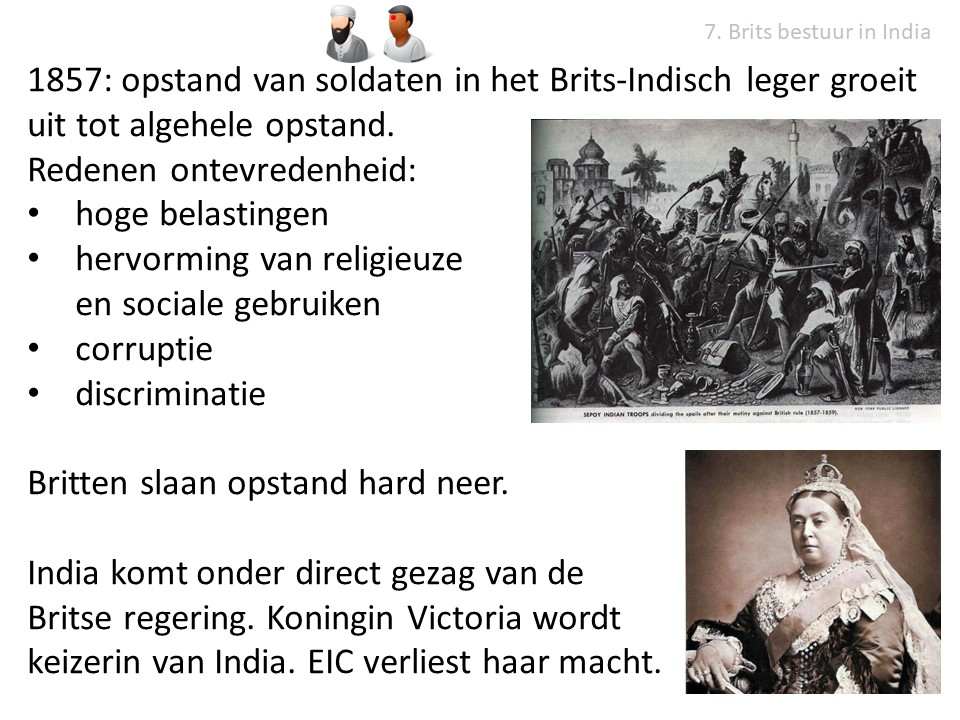 7. Brits bestuur in India
1857: opstand van soldaten in het Brits-Indisch leger groeit
uit tot algehele opstand.
Redenen ontevredenheid:
• hoge belastingen
• hervorming van religieuze
en sociale gebruiken
• corruptie
• discriminatie
SEPOY INDIAN TROOPS dividing the spoils after their mutiny against British rule (1857-1859).
NEW YORK PUBLIC LIBRARY
Britten slaan opstand hard neer.
India komt onder direct gezag van de
Britse regering. Koningin Victoria wordt
keizerin van India. EIC verliest haar macht.